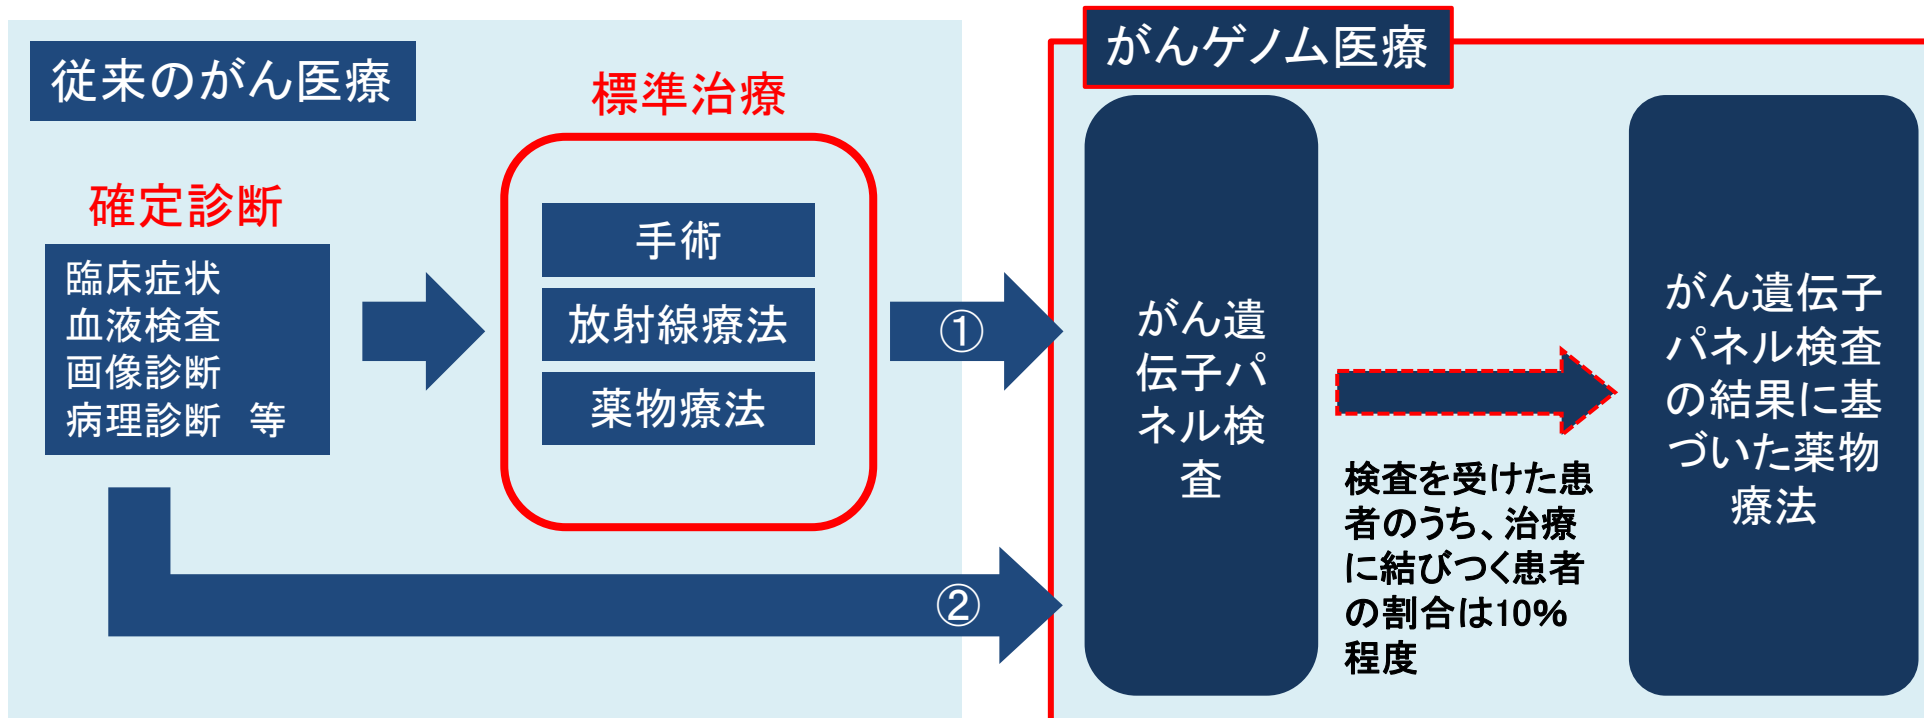 従来のがん医療
標準治療
確定診断
臨床症状
血液検査
画像診断
病理診断　等
手術
放射線療法
薬物療法
①
②
がんゲノム医療
がん遺
伝子パ
ネル検
査
検査を受けた患
者のうち、治療
に結びつく患者
の割合は10%
程度
がん遺伝子
パネル検査
の結果に基
づいた薬物
療法